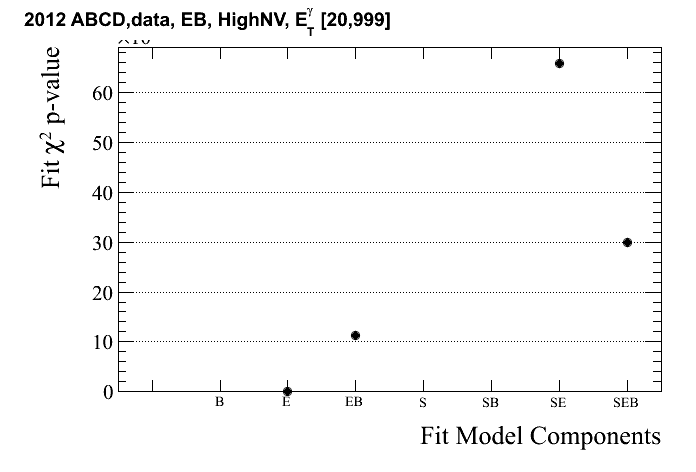 2012 ABCD,data, EB, HighNV, E_T^γ [20,999]
Fit χ² p-value
60
50
40
30
20
10
0
B E EB S SB SE SEB
Fit Model Components